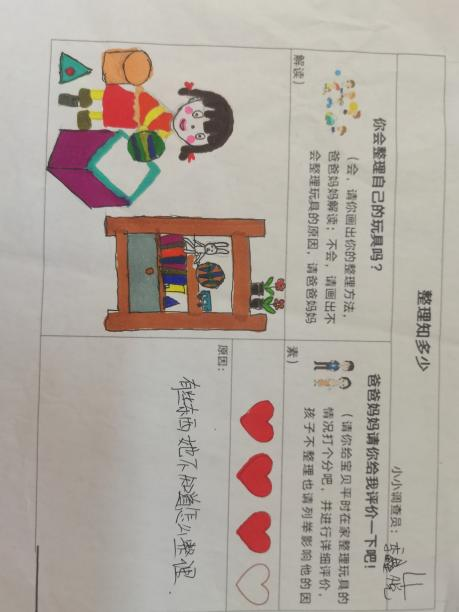 整理知多少
小小调查员：
你会整理自己的玩具吗？
（会，请你画出你的整理方法，
爸爸妈妈解读；不会，请画出不
会整理玩具的原因，请爸爸妈妈
解读）
爸爸妈妈请你给我评价一下吧！
（请你给宝贝平时在家整理玩具的
情况打个分吧，并进行详细评价，
孩子不整理也请列举影响他的因
素）
原因：
有些东西她不知道怎么整理.